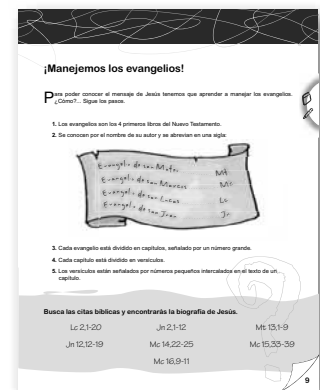 ¡Manejemos los evangelios!
Para poder conocer el mensaje de Jesús tenemos que aprender a manejar los evangelios.
¿Cómo?... Sigue los pasos.
1. Los evangelios son los 4 primeros libros del Nuevo Testamento.
2. Se conocen por el nombre de su autor y se abrevian en una sigla:
Evangelio de san Mateo Mt
Evangelio de san Marcos Mc
Evangelio de san Lucas Lc
Evangelio de san Juan Jn
3. Cada evangelio está dividido en capítulos, señalado por un número grande.
4. Cada capítulo está dividido en versículos.
5. Los versículos están señalados por números pequeños intercalados en el texto de un
capítulo.
Busca las citas bíblicas y encontrarás la biografía de Jesús.
Lc 2,1-20 Jn 2,1-12 Mt 13,1-9
Jn 12,12-19 Mc 14,22-25 Mc 15,33-39
Mc 16,9-11
9